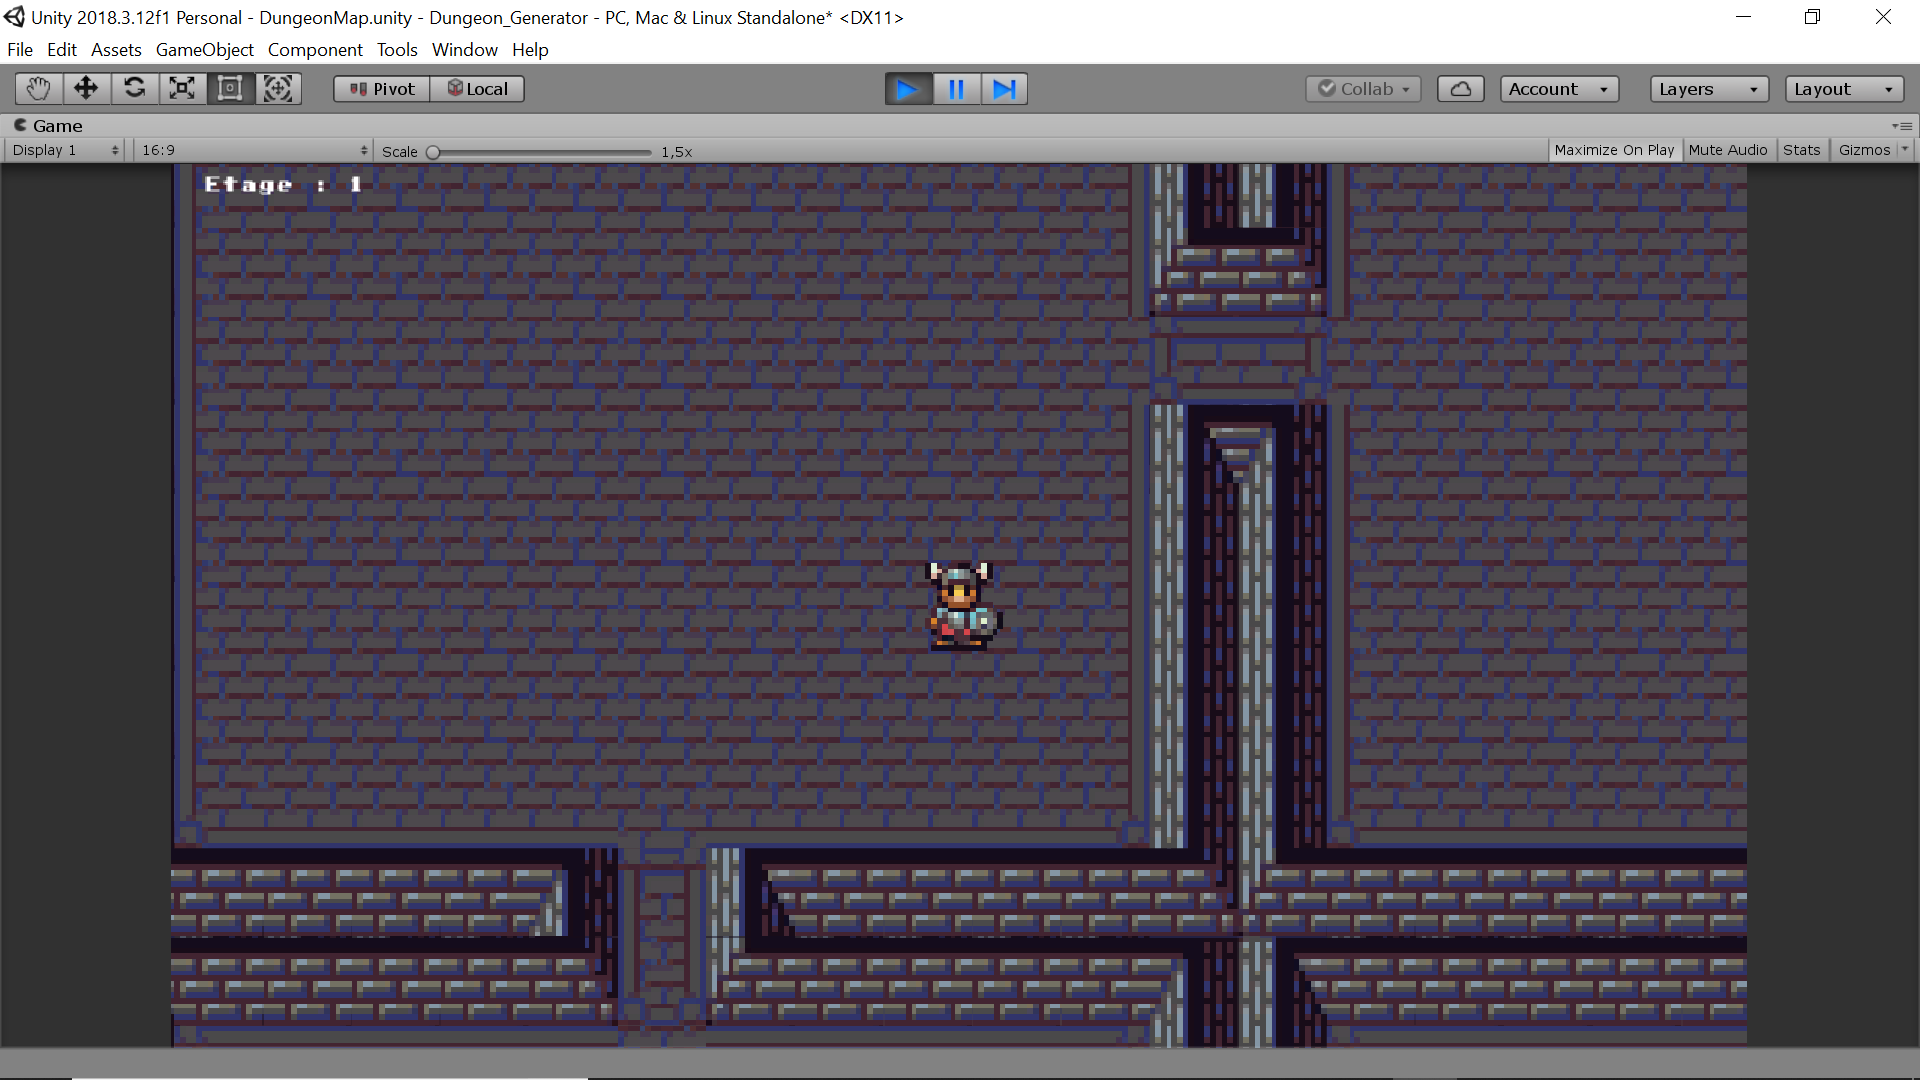 Unity 2018.3.12f1 Personal - DungeonMap.unity - Dungeon_Generator - PC, Mac & Linux Standalone* <DX11>
File Edit Assets GameObject Component Tools Window Help
Pivot Local Collab Account Layers Layout
Game
Display 1 16:9 Scale 1,5x Maximize On Play Mute Audio Stats Gizmos
Etage : 1